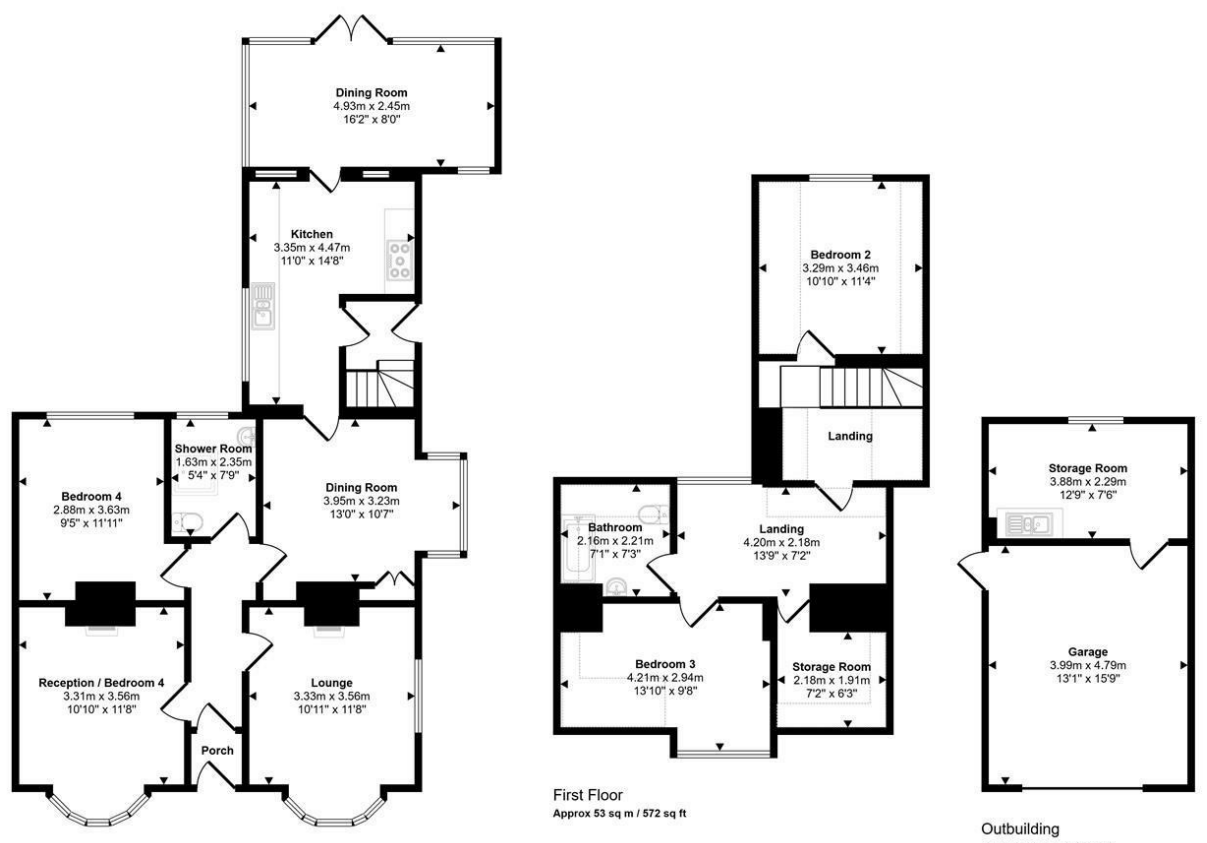 Dining Room
4.93m x 2.45m
16'2" x 8'0"
Kitchen
3.35m x 4.47m
11'0" x 14'8"
Shower Room
1.63m x 2.35m
5'4" x 7'9"
Bedroom 4
2.88m x 3.63m
9'5" x 11'11"
Dining Room
3.95m x 3.23m
13'0" x 10'7"
Reception / Bedroom 4
3.31m x 3.56m
10'10" x 11'8"
Lounge
3.33m x 3.56m
10'11" x 11'8"
Porch
Bedroom 2
3.29m x 3.46m
10'10" x 11'4"
Landing
Bathroom
2.16m x 2.21m
7'1" x 7'3"
Landing
4.20m x 2.18m
13'9" x 7'2"
Bedroom 3
4.21m x 2.94m
13'10" x 9'8"
Storage Room
2.18m x 1.91m
7'2" x 6'3"
First Floor
Approx 53 sq m / 572 sq ft
Storage Room
3.88m x 2.29m
12'9" x 7'6"
Garage
3.99m x 4.79m
13'1" x 15'9"
Outbuilding